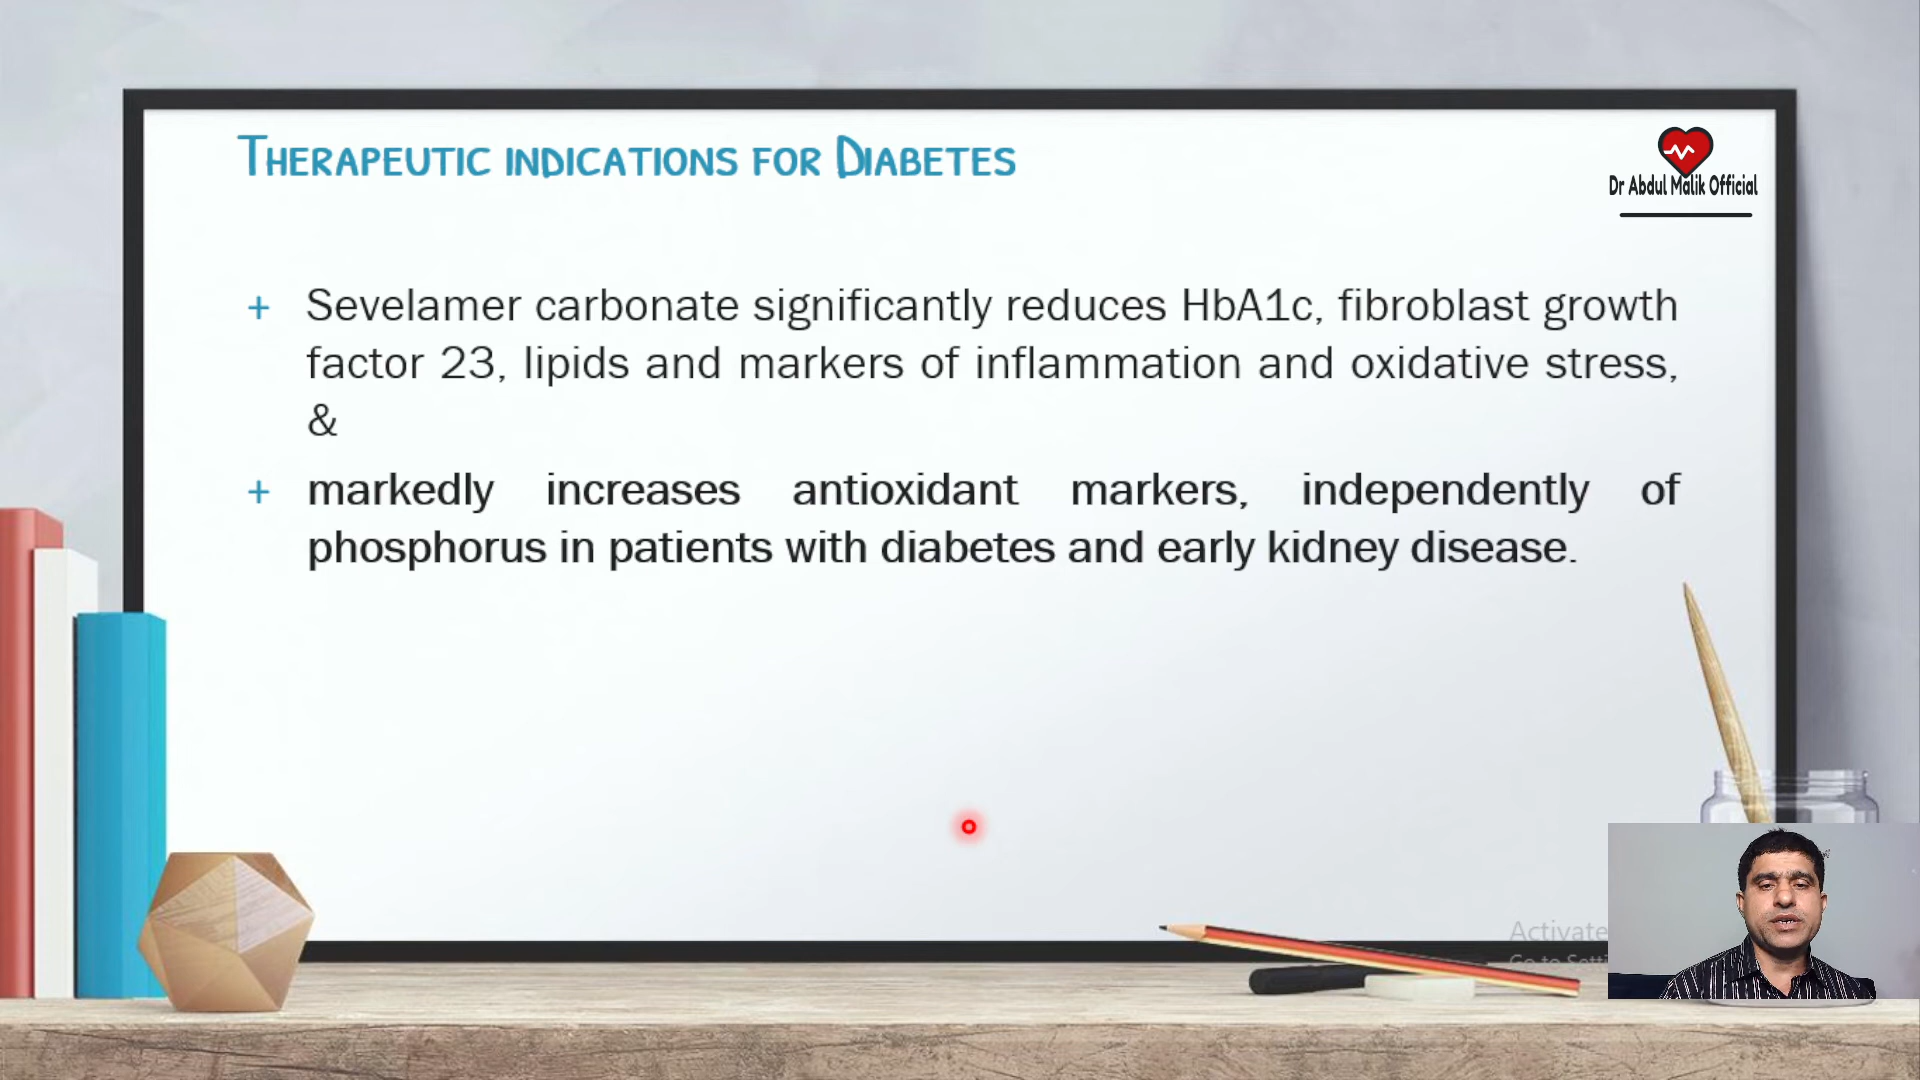 Therapeutic indications for Diabetes
Dr Abdul Malik Official
+ Sevelamer carbonate significantly reduces HbA1c, fibroblast growth
factor 23, lipids and markers of inflammation and oxidative stress,
&
+ markedly increases antioxidant markers, independently of
phosphorus in patients with diabetes and early kidney disease.
Activate
Go to